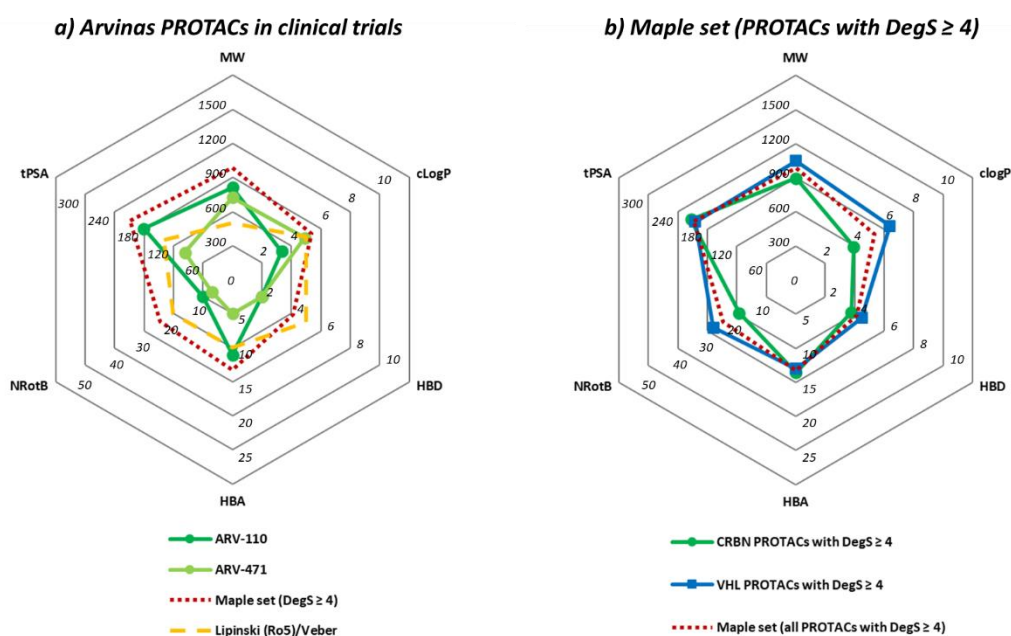 a) Arvinas PROTACs in clinical trials
MW
1500
1200
900
600
300
0
cLogP
10
8
6
4
2
HBD
2
4
6
8
10
HBA
5
10
15
20
25
NRotB
10
20
30
40
50
tPSA
300
240
180
120
60
ARV-110
ARV-471
Maple set (DegS ≥ 4)
Lipinski (Ro5)/Veber
b) Maple set (PROTACs with DegS ≥ 4)
MW
1500
1200
900
600
300
0
clogP
10
8
6
4
2
HBD
2
6
8
10
HBA
5
10
15
20
25
NRotB
10
20
30
40
50
tPSA
300
240
180
120
60
CRBN PROTACs with DegS ≥ 4
VHL PROTACs with DegS ≥ 4
Maple set (all PROTACs with DegS ≥ 4)